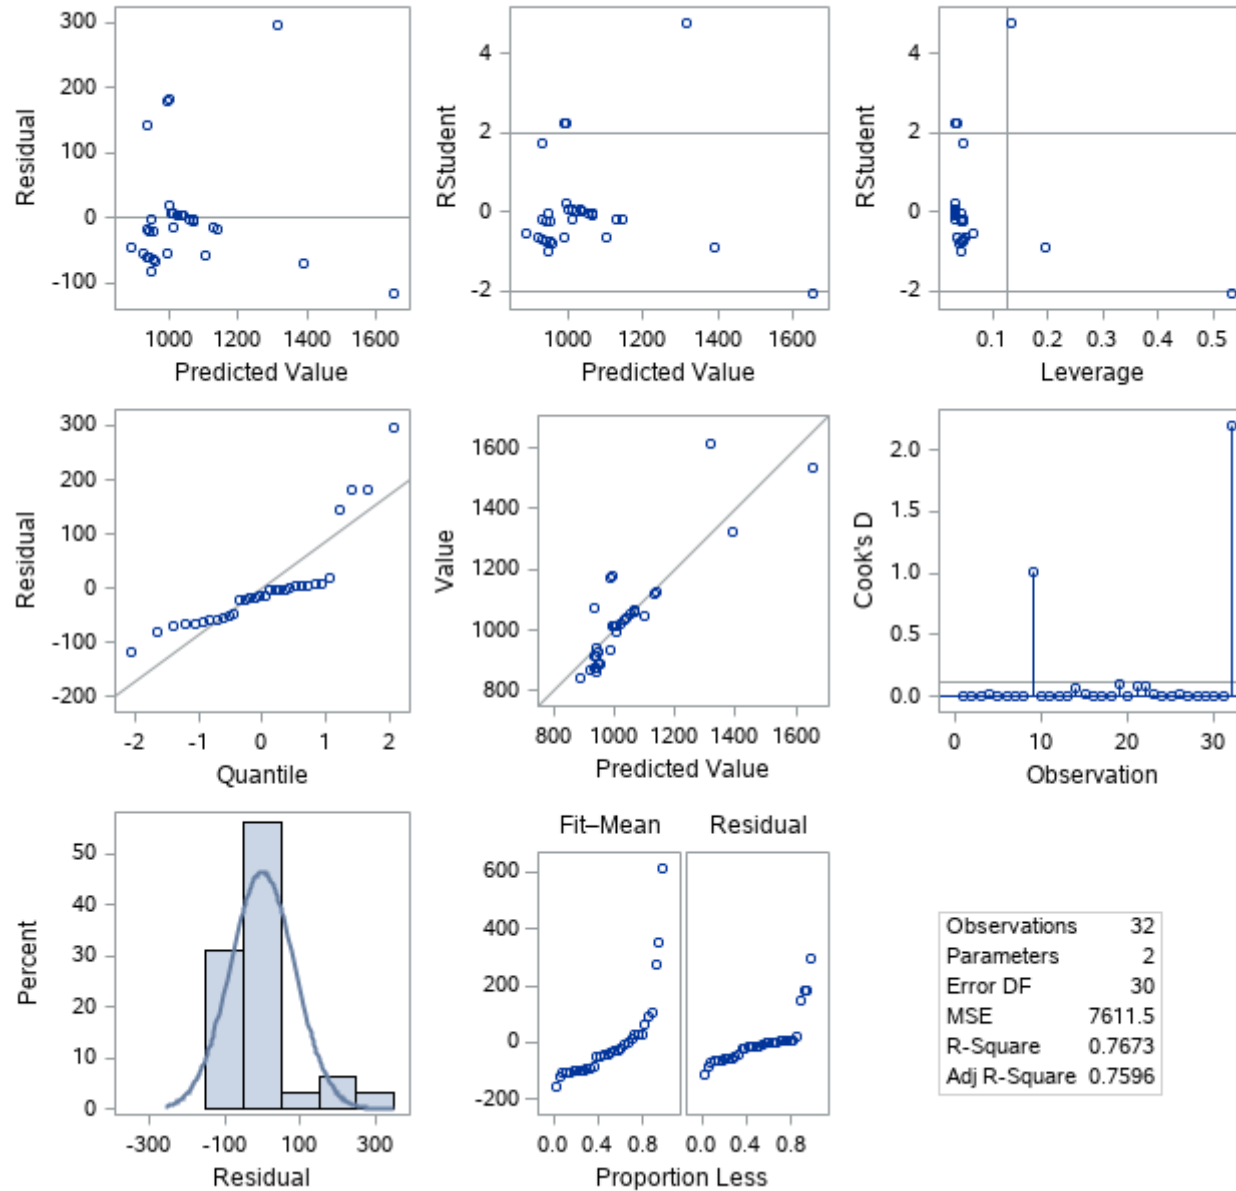 300
200
100
0
-100
Residual
1000 1200 1400 1600
Predicted Value
4
2
0
-2
RStudent
1000 1200 1400 1600
Predicted Value
4
2
0
-2
RStudent
0.1 0.2 0.3 0.4 0.5
Leverage
300
200
100
0
-100
-200
Residual
-2 -1 0 1 2
Quantile
1600
1400
1200
1000
800
Value
800 1000 1200 1400 1600
Predicted Value
2.0
1.5
1.0
0.5
0.0
Cook's D
0 10 20 30
Observation
50
40
30
20
10
0
Percent
-300 -100 100 300
Residual
Fit–Mean Residual
600
400
200
0
-200
0.0 0.4 0.8 0.0 0.4 0.8
Proportion Less
Observations 32
Parameters 2
Error DF 30
MSE 7611.5
R-Square 0.7673
Adj R-Square 0.7596